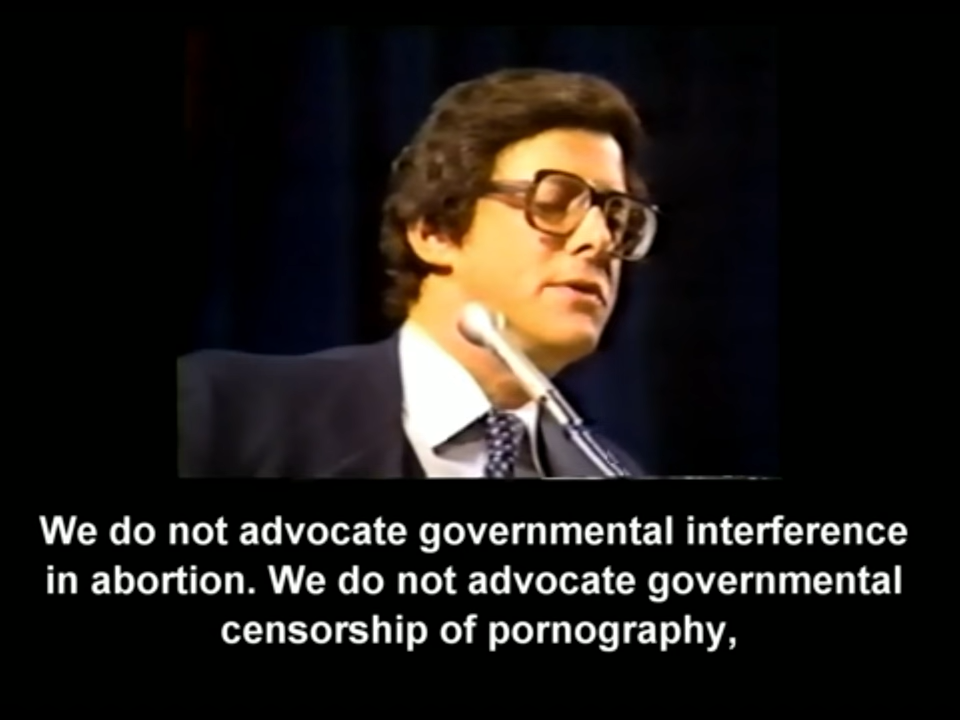 We do not advocate governmental interference
in abortion. We do not advocate governmental
censorship of pornography,